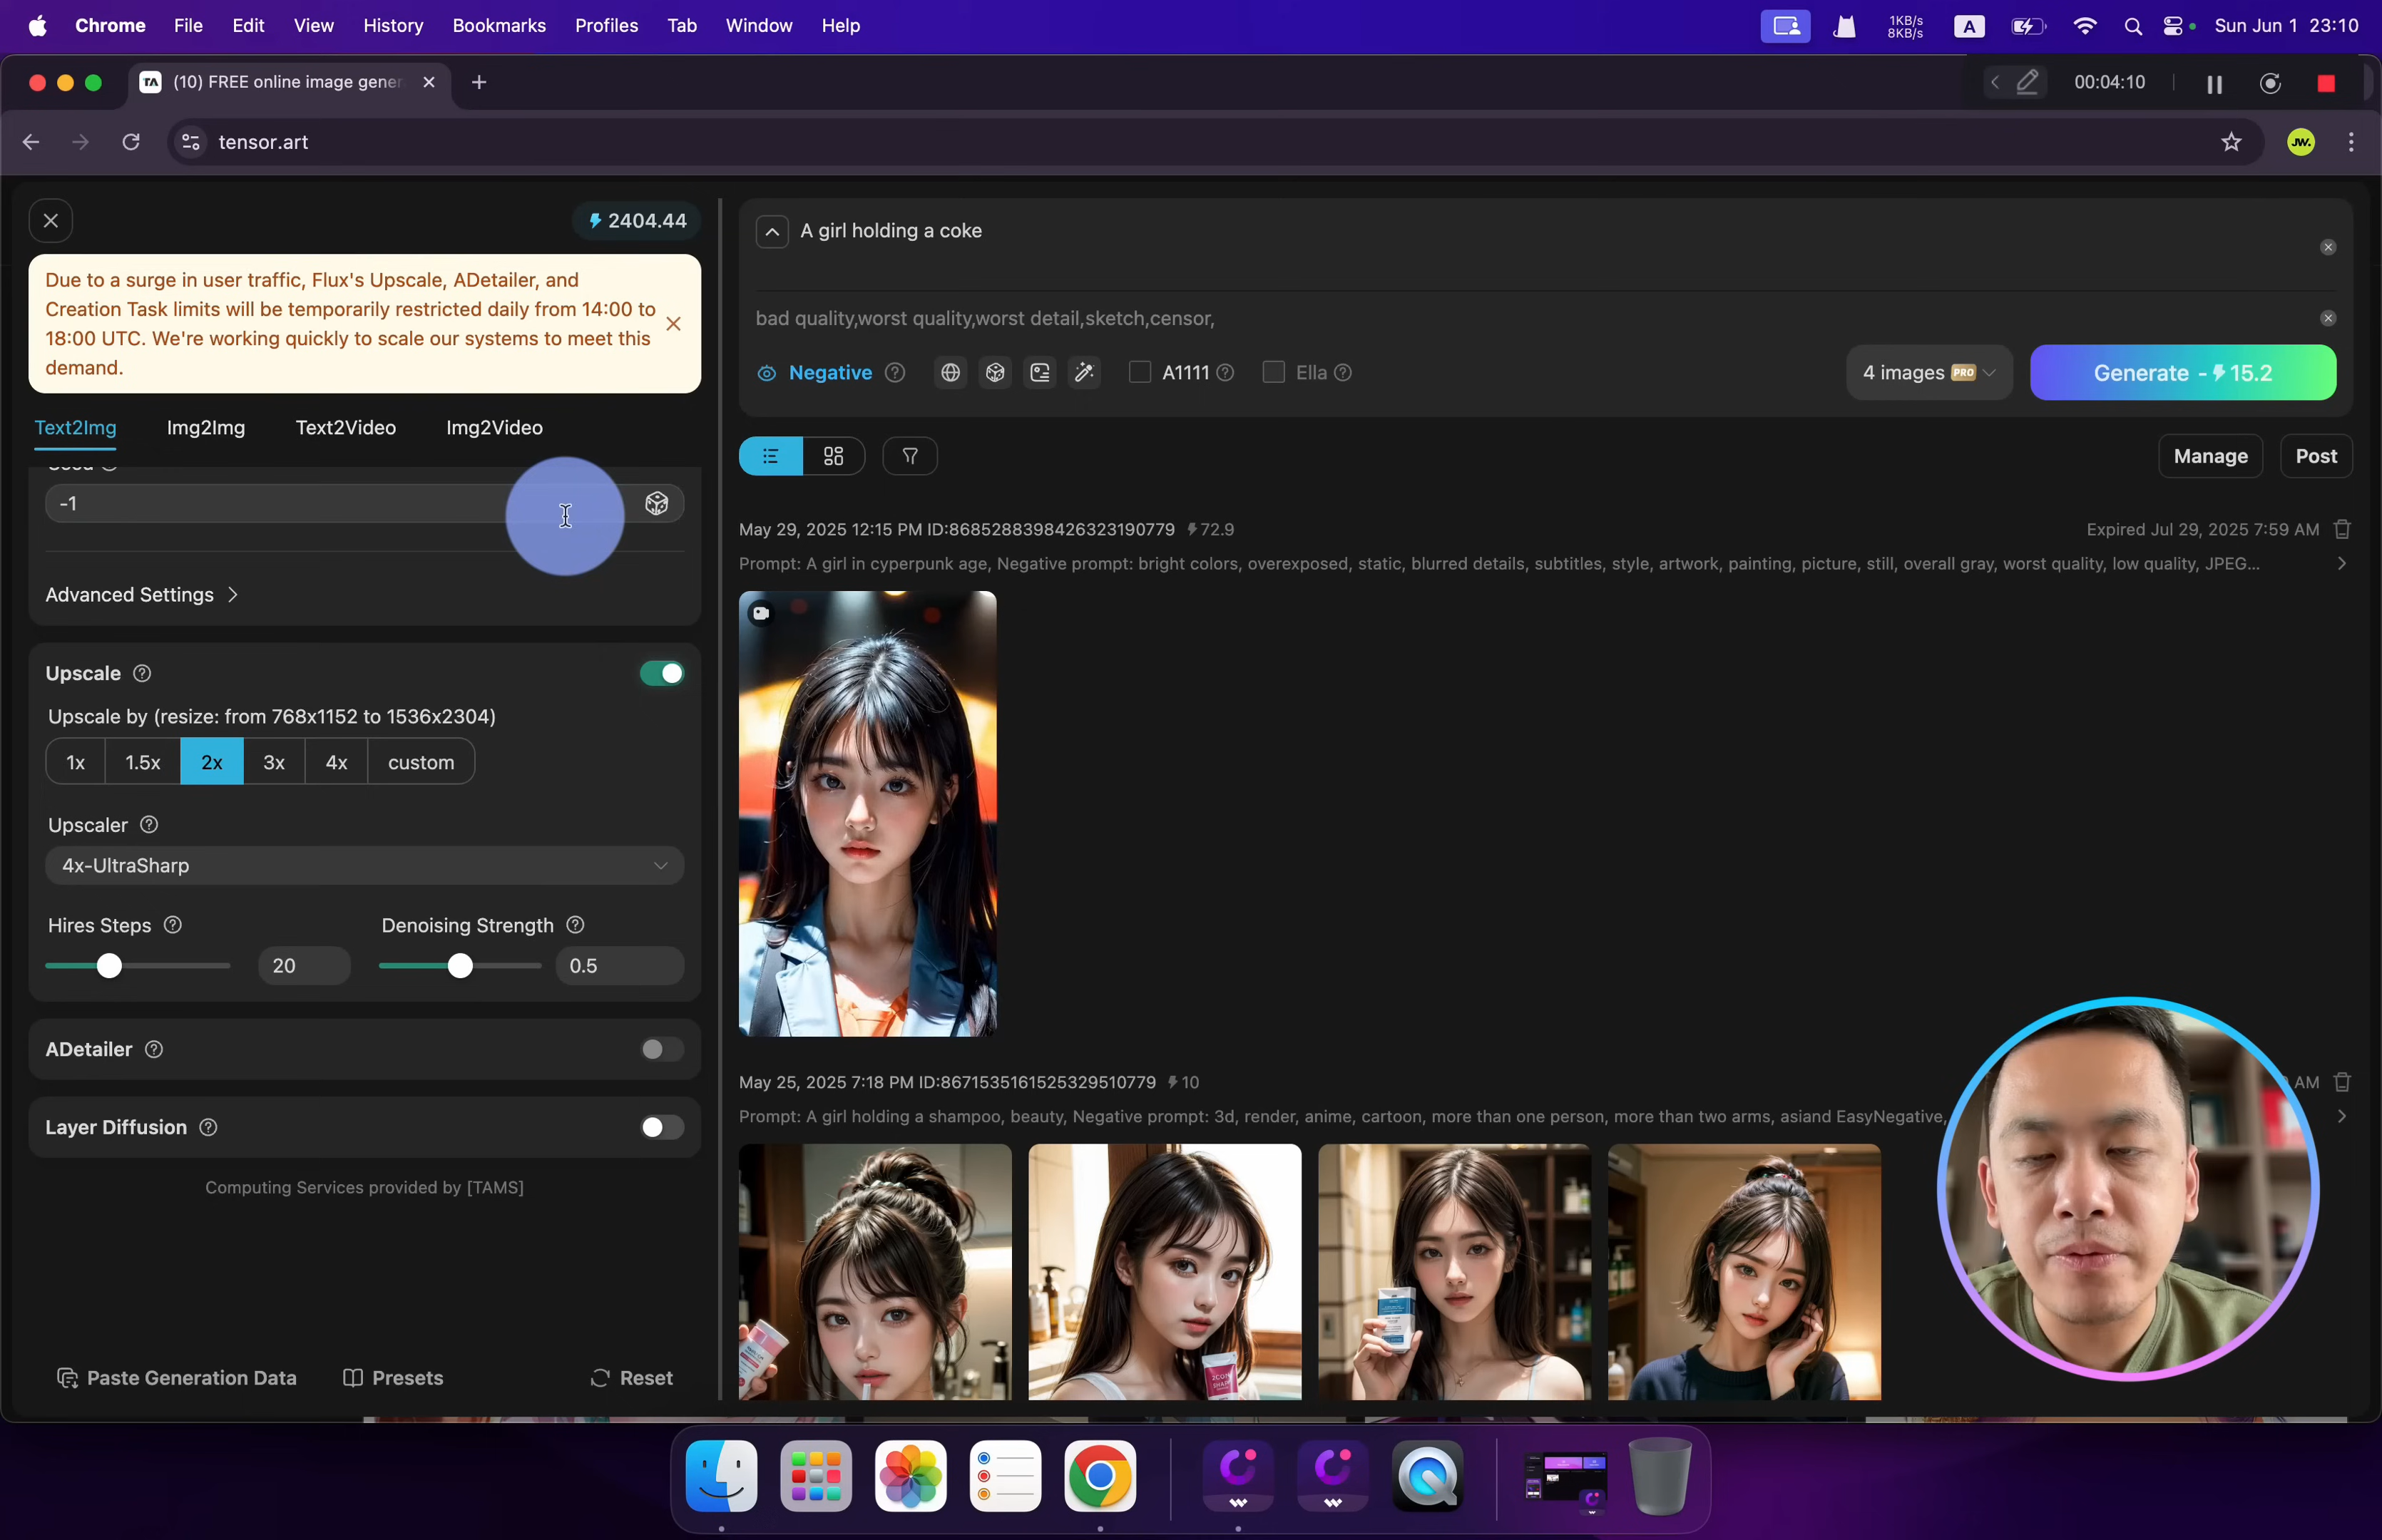 Chrome File Edit View History Bookmarks Profiles Tab Window Help
1KB/s
8KB/s
A
Sun Jun 1 23:10
TA (10) FREE online image gener
00:04:10
tensor.art
JW.
2404.44
Due to a surge in user traffic, Flux's Upscale, ADetailer, and
Creation Task limits will be temporarily restricted daily from 14:00 to
18:00 UTC. We're working quickly to scale our systems to meet this
demand.
Text2Img Img2Img Text2Video Img2Video
-1
Advanced Settings
Upscale
Upscale by (resize: from 768x1152 to 1536x2304)
1x 1.5x 2x 3x 4x custom
Upscaler
4x-UltraSharp
Hires Steps Denoising Strength
20 0.5
ADetailer
Layer Diffusion
Computing Services provided by [TAMS]
Paste Generation Data Presets Reset
A girl holding a coke
bad quality,worst quality,worst detail,sketch,censor,
Negative A1111 Ella 4 images PRO Generate - 15.2
Manage Post
May 29, 2025 12:15 PM ID:868528839842632319​0779 72.9 Expired Jul 29, 2025 7:59 AM
Prompt: A girl in cyperpunk age, Negative prompt: bright colors, overexposed, static, blurred details, subtitles, style, artwork, painting, picture, still, overall gray, worst quality, low quality, JPEG...
May 25, 2025 7:18 PM ID:867153516152532951​0779 10 AM
Prompt: A girl holding a shampoo, beauty, Negative prompt: 3d, render, anime, cartoon, more than one person, more than two arms, asiand EasyNegative,